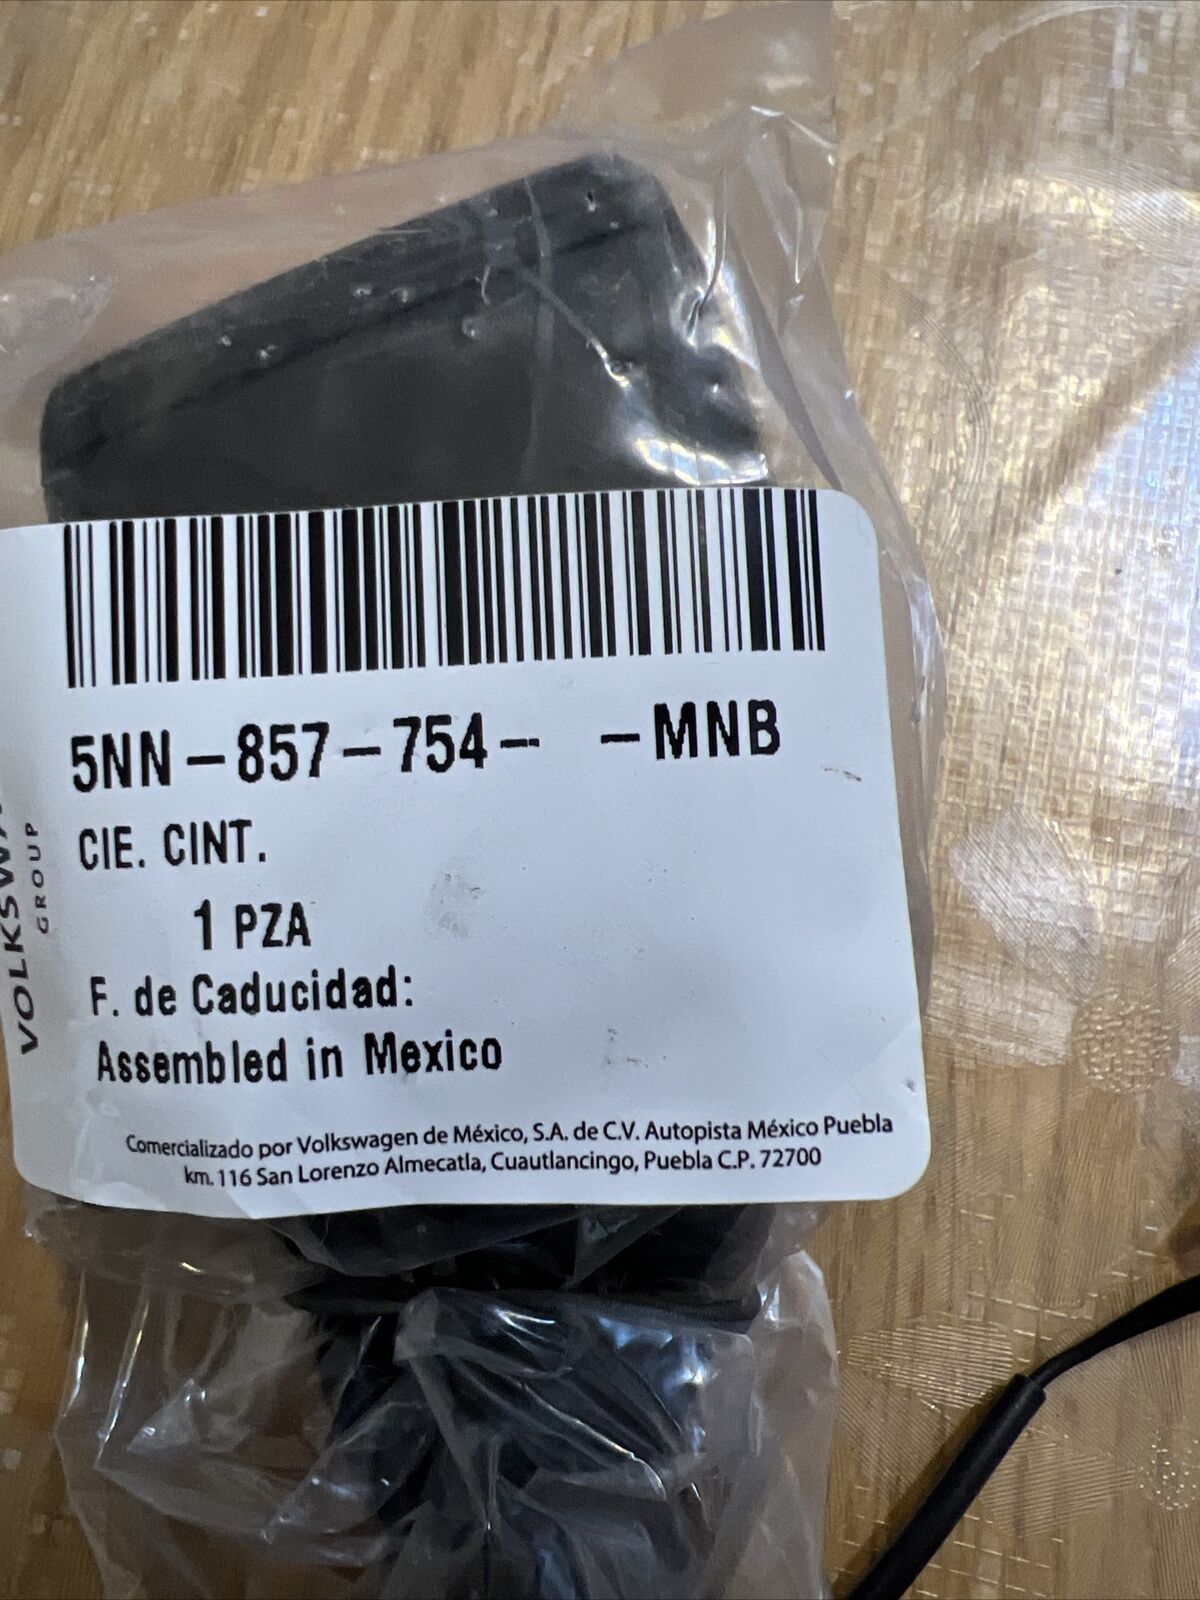 5NN-857-754- -MNB
CIE. CINT.
1 PZA
F. de Caducidad:
Assembled in Mexico
Comercializado por Volkswagen de México, S.A. de C.V. Autopista México Puebla
km. 116 San Lorenzo Almecatla, Cuautlancingo, Puebla C.P. 72700
GROUP